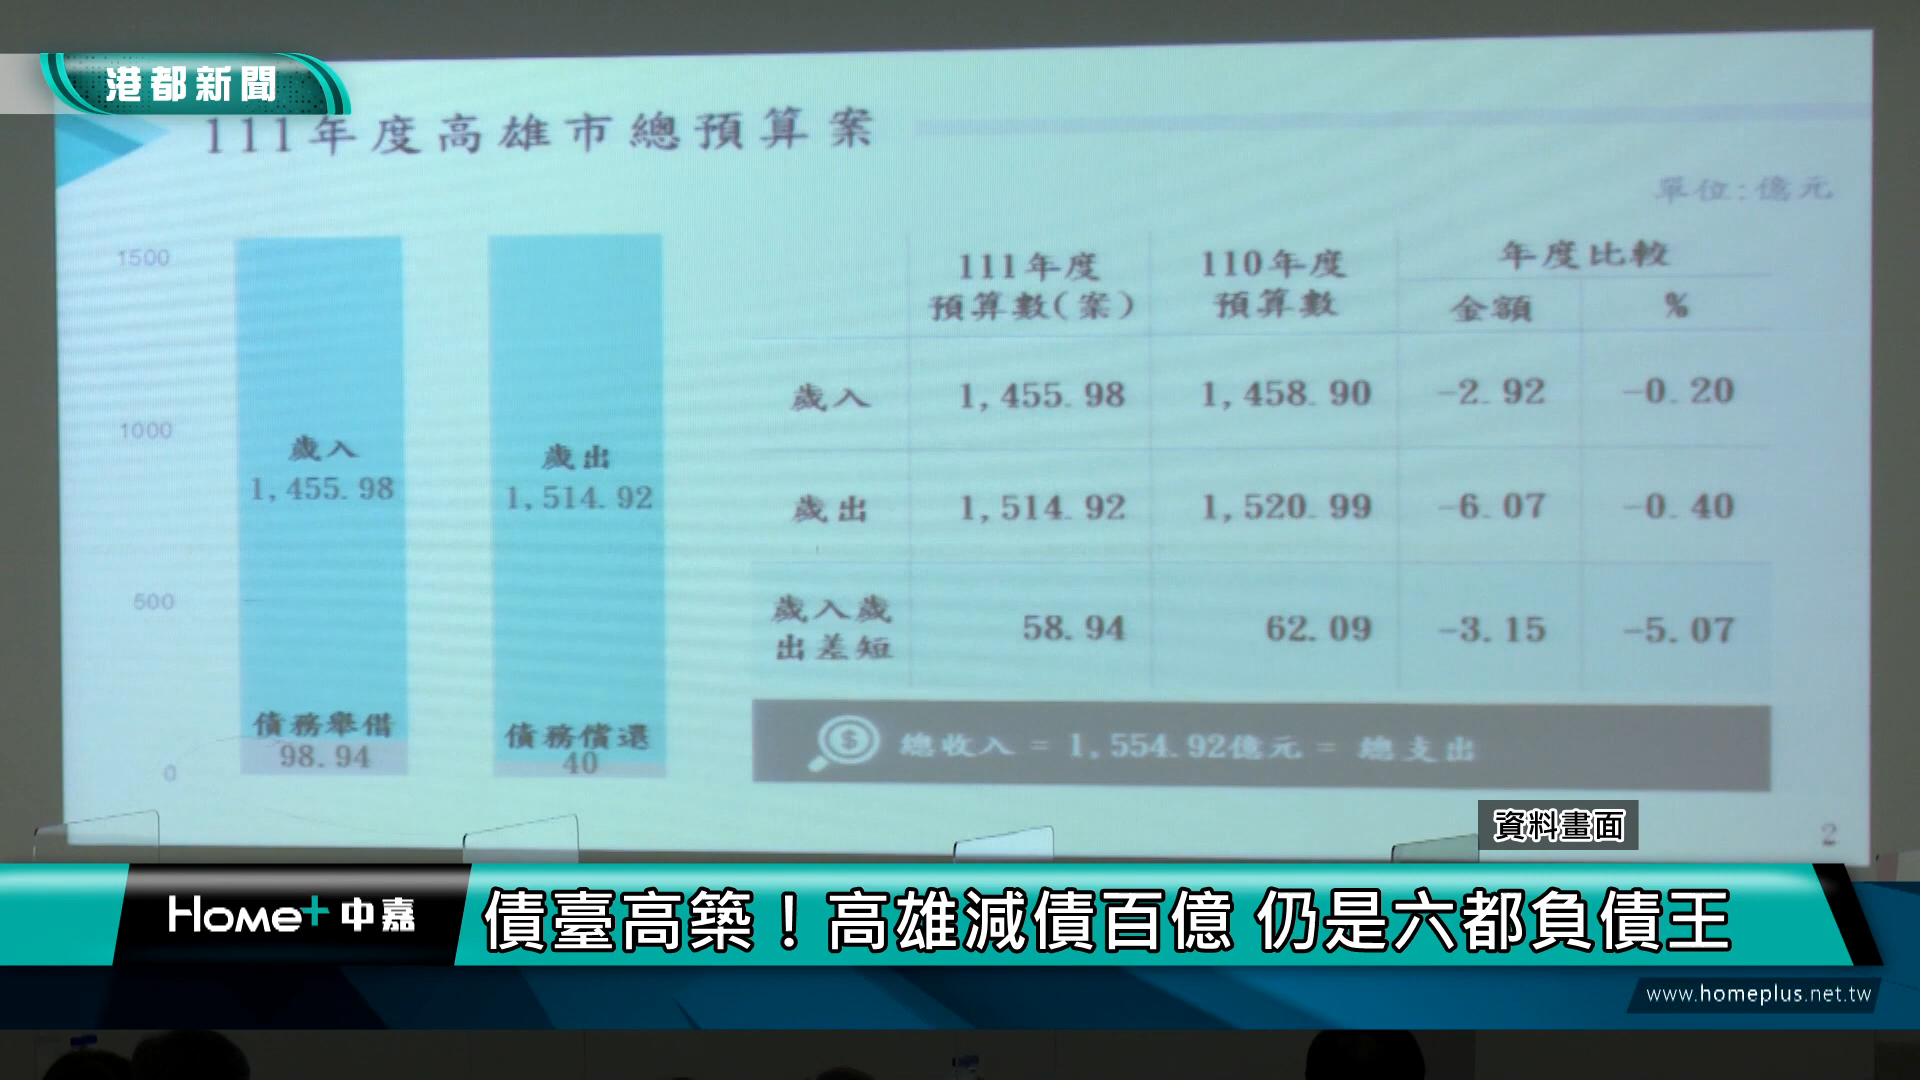 港都新聞
111年度高雄市總預算案
單位:億元
1500
1000
500
0
歲入
1,455.98
債務舉借
98.94
歲出
1,514.92
債務償還
40
111年度 110年度 年度比較
預算數(案) 預算數 金額 %
歲入 1,455.98 1,458.90 -2.92 -0.20
歲出 1,514.92 1,520.99 -6.07 -0.40
歲入歲
出差短 58.94 62.09 -3.15 -5.07
$
總收入 = 1,554.92億元 = 總支出
資料畫面
2
Home+中嘉
債臺高築！高雄減債百億 仍是六都負債王
www.homeplus.net.tw